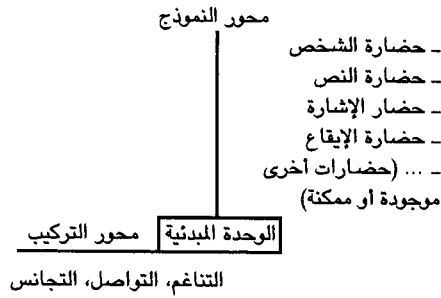 محور النموذج
- حضارة الشخص
- حضارة النص
- حضار الإشارة
- حضارة الإيقاع
- ... (حضارات أخرى
موجودة أو ممكنة)
الوحدة المبدئية محور التركيب
التناغم، التواصل، التجانس